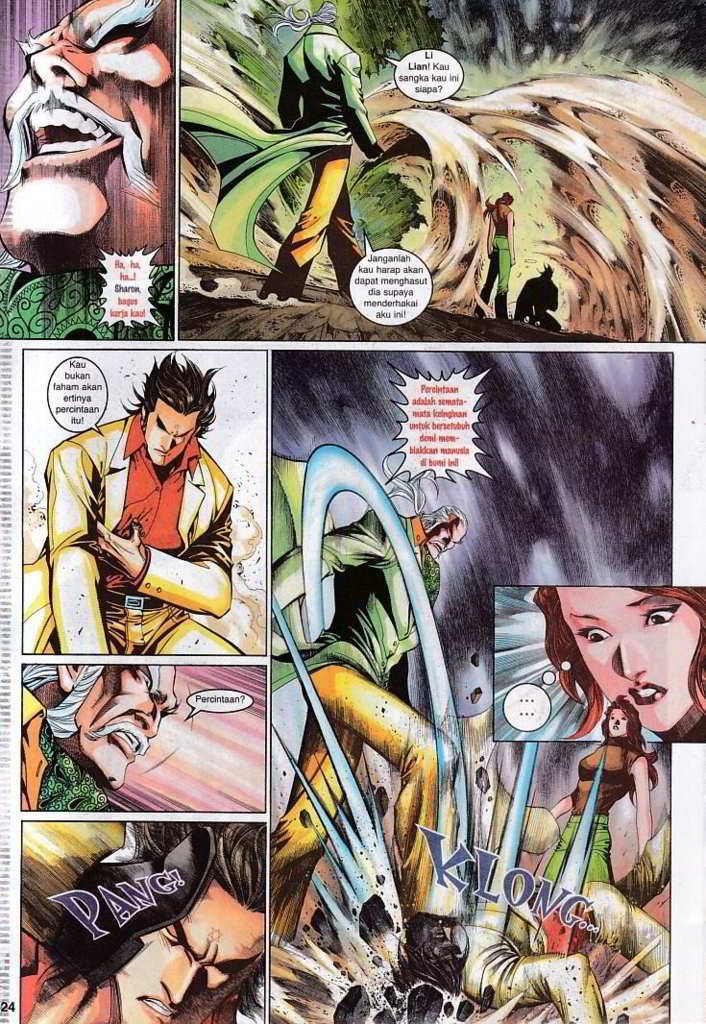 Ha, ha,
ha...!
Sharon,
bagus
kerja kao!
Li
Lian! Kau
sangka kau ini
siapa?
Janganlah
kau harap akan
dapat menghasut
dia supaya
menderhakai
aku ini!
Kau
bukan
faham akan
ertinya
percintaan
itu!
Percintaan
adalah semata-
mata keinginan
untuk bersetubuh
demi mem-
biakkan manusia
di bumi ini!
...
...
Percintaan?
PANG!
KLONG...
24